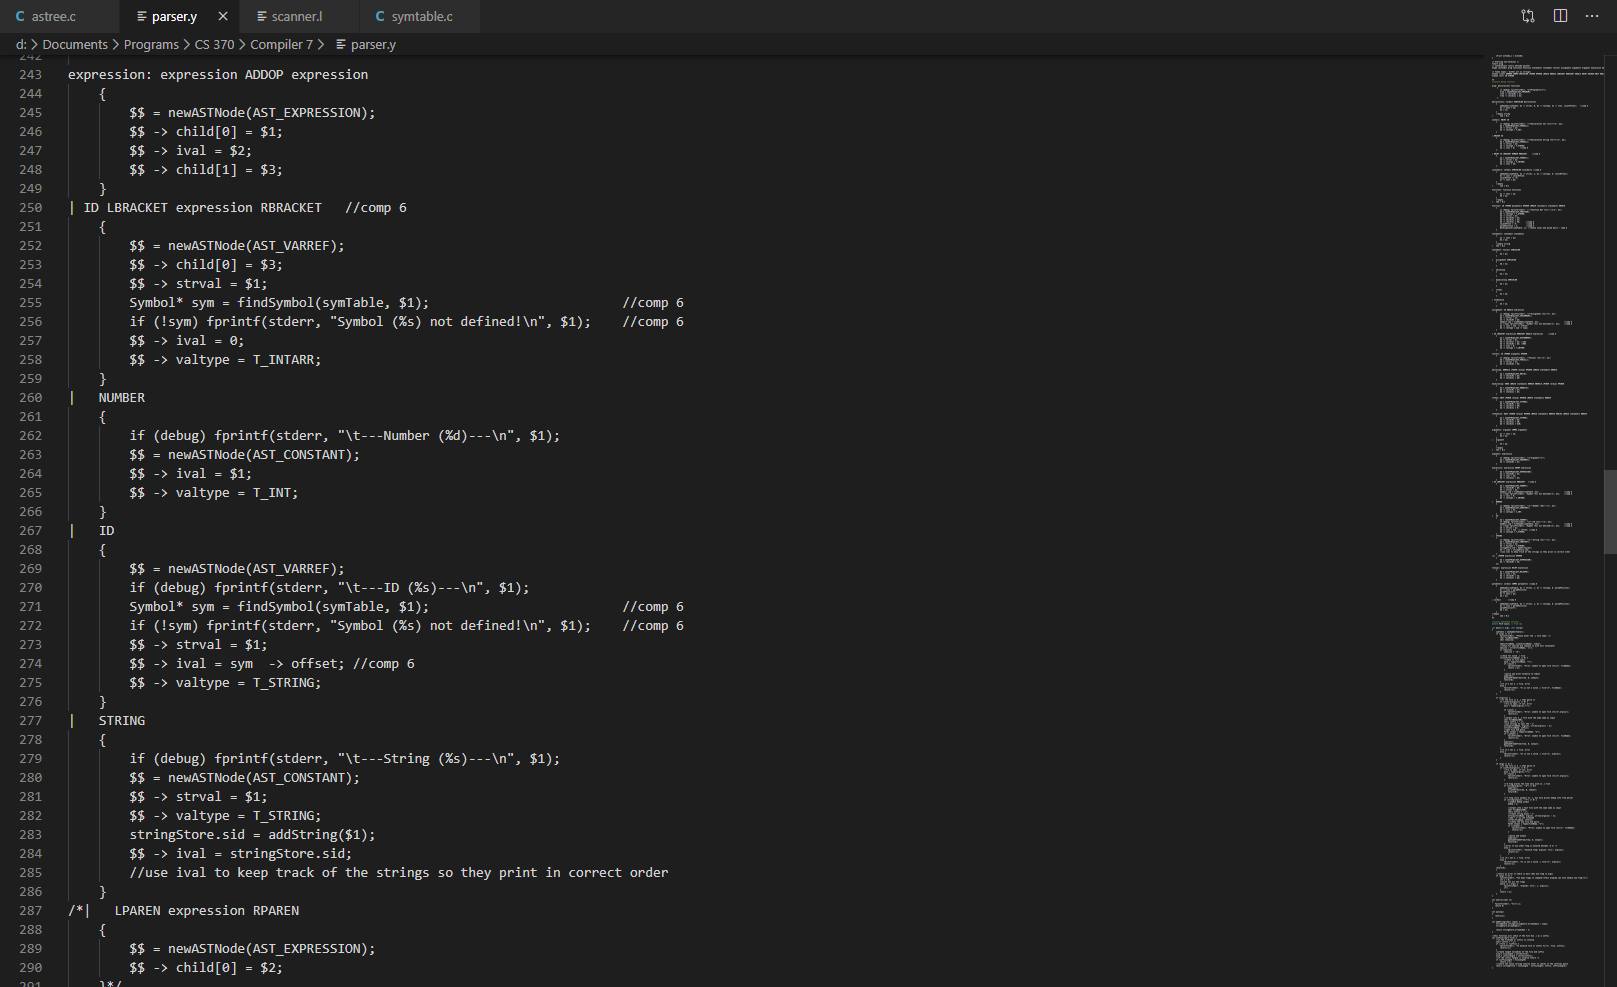 astree.c
parser.y
scanner.l
symtable.c
d: > Documents > Programs > CS 370 > Compiler 7 > parser.y
242
243 expression: expression ADDOP expression
244 {
245 $$ = newASTNode(AST_EXPRESSION);
246 $$ -> child[0] = $1;
247 $$ -> ival = $2;
248 $$ -> child[1] = $3;
249 }
250 | ID LBRACKET expression RBRACKET //comp 6
251 {
252 $$ = newASTNode(AST_VARREF);
253 $$ -> child[0] = $3;
254 $$ -> strval = $1;
255 Symbol* sym = findSymbol(symTable, $1); //comp 6
256 if (!sym) fprintf(stderr, "Symbol (%s) not defined!\n", $1); //comp 6
257 $$ -> ival = 0;
258 $$ -> valtype = T_INTARR;
259 }
260 | NUMBER
261 {
262 if (debug) fprintf(stderr, "\t---Number (%d)---\n", $1);
263 $$ = newASTNode(AST_CONSTANT);
264 $$ -> ival = $1;
265 $$ -> valtype = T_INT;
266 }
267 | ID
268 {
269 $$ = newASTNode(AST_VARREF);
270 if (debug) fprintf(stderr, "\t---ID (%s)---\n", $1);
271 Symbol* sym = findSymbol(symTable, $1); //comp 6
272 if (!sym) fprintf(stderr, "Symbol (%s) not defined!\n", $1); //comp 6
273 $$ -> strval = $1;
274 $$ -> ival = sym -> offset; //comp 6
275 $$ -> valtype = T_STRING;
276 }
277 | STRING
278 {
279 if (debug) fprintf(stderr, "\t---String (%s)---\n", $1);
280 $$ = newASTNode(AST_CONSTANT);
281 $$ -> strval = $1;
282 $$ -> valtype = T_STRING;
283 stringStore.sid = addString($1);
284 $$ -> ival = stringStore.sid;
285 //use ival to keep track of the strings so they print in correct order
286 }
287 /*| LPAREN expression RPAREN
288 {
289 $$ = newASTNode(AST_EXPRESSION);
290 $$ -> child[0] = $2;
291 }*/